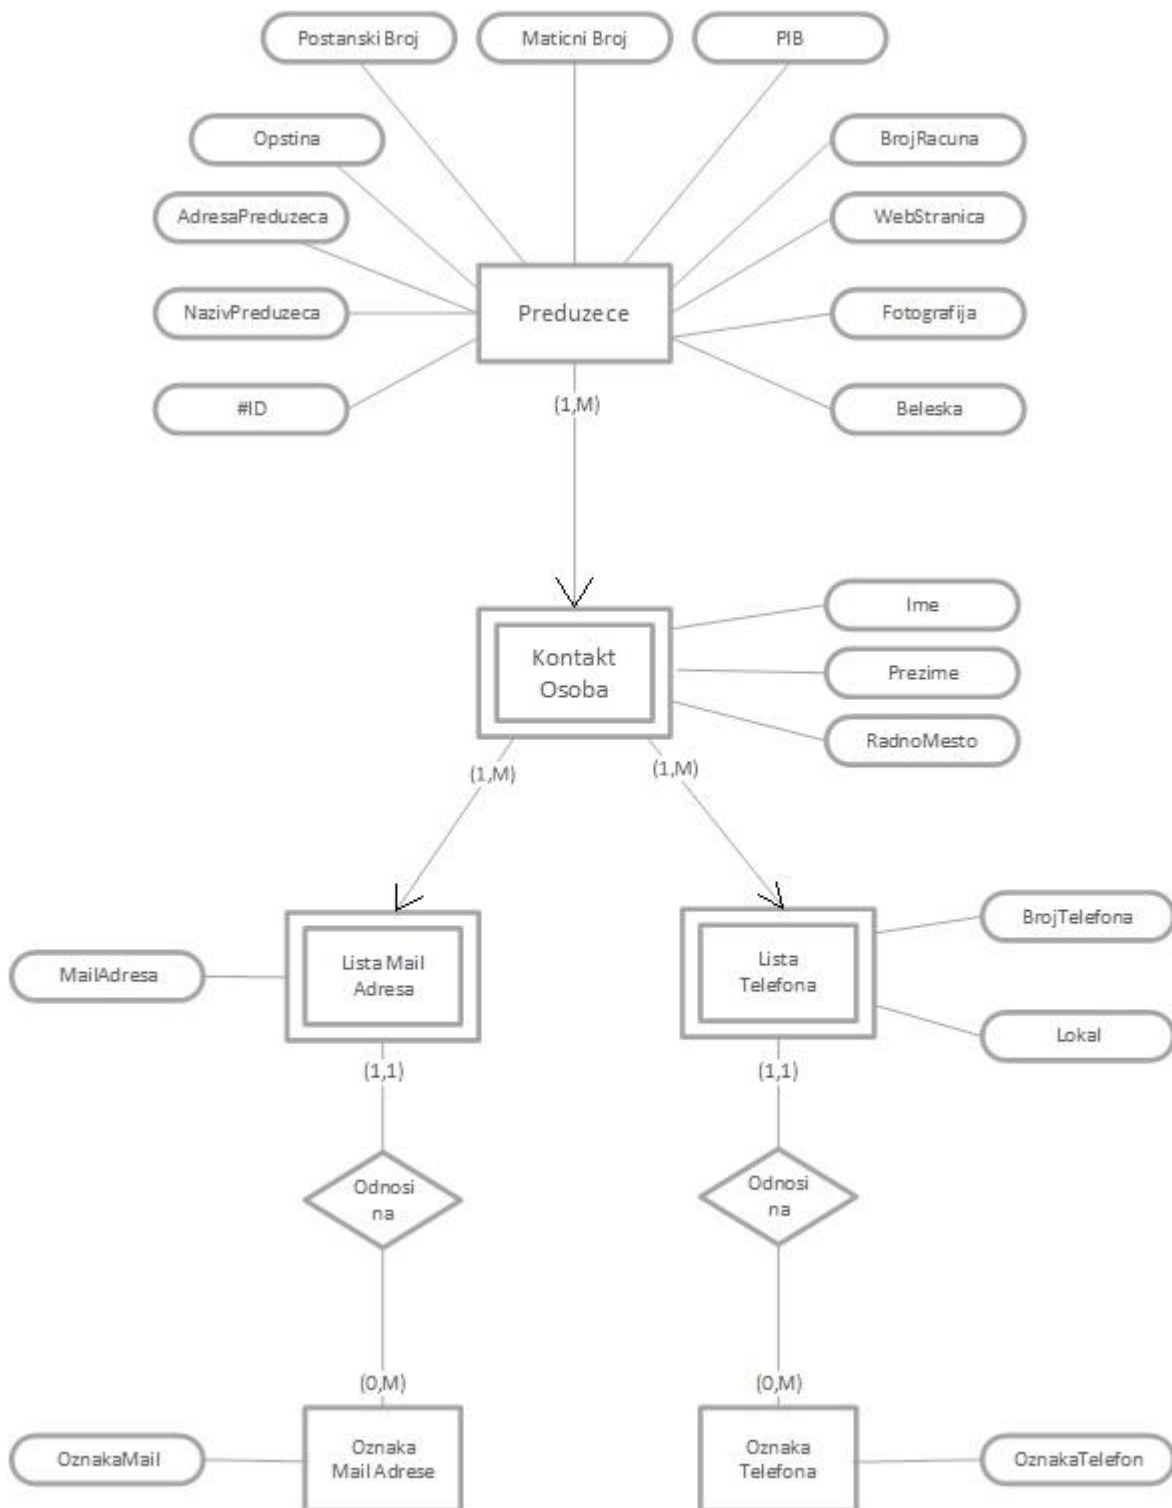 Postanski Broj
Maticni Broj
PIB
Opstina
BrojRacuna
AdresaPreduzeca
WebStranica
NazivPreduzeca
Preduzece
Fotografija
#ID
(1,M)
Beleska
Ime
Kontakt
Osoba
Prezime
RadnoMesto
(1,M)
(1,M)
BrojTelefona
MailAdresa
Lista Mail
Adresa
Lista
Telefona
Lokal
(1,1)
(1,1)
Odnosi
na
Odnosi
na
(0,M)
(0,M)
OznakaMail
Oznaka
Mail Adrese
Oznaka
Telefona
OznakaTelefon